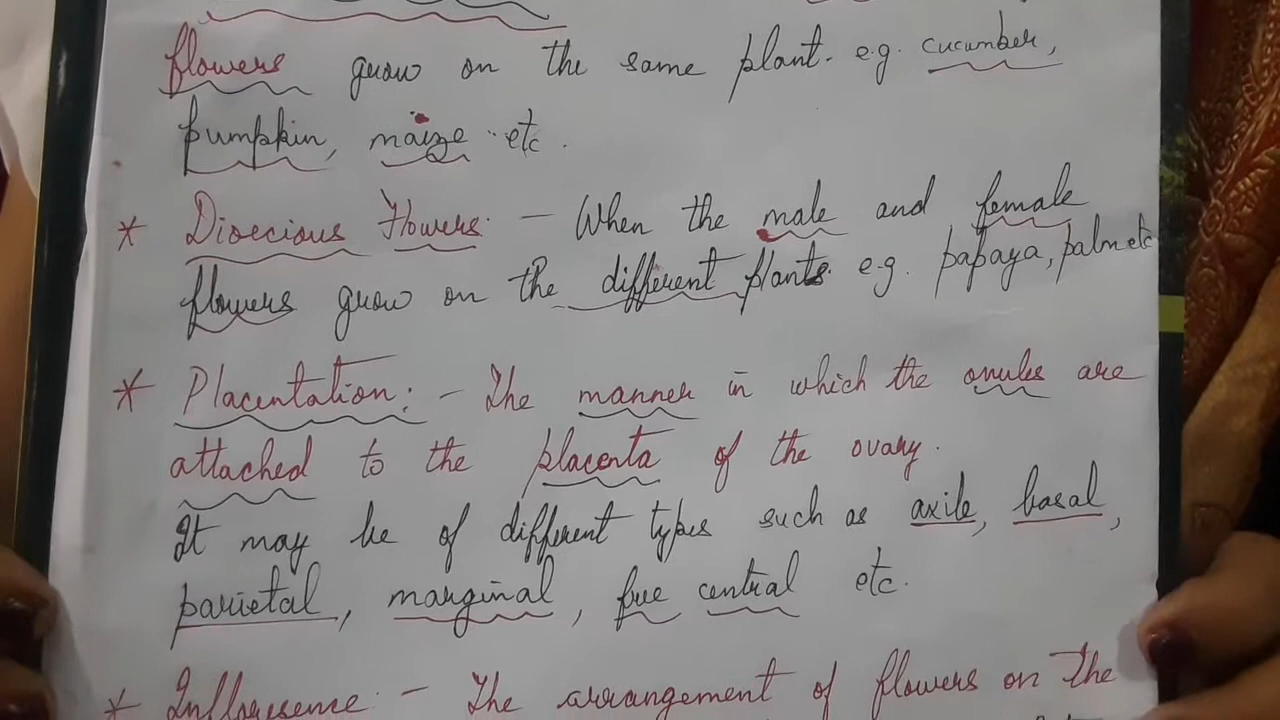 flowers grow on the same plant. e.g. cucumber,
pumpkin, maize etc.
* Dioecious Flowers: - When the male and female
flowers grow on the different plants. e.g. papaya, palm etc
* Placentation: - The manner in which the ovules are
attached to the placenta of the ovary.
It may be of different types such as axile, basal,
parietal, marginal, free central etc.
* Infloresence: - The arrangement of flowers on the